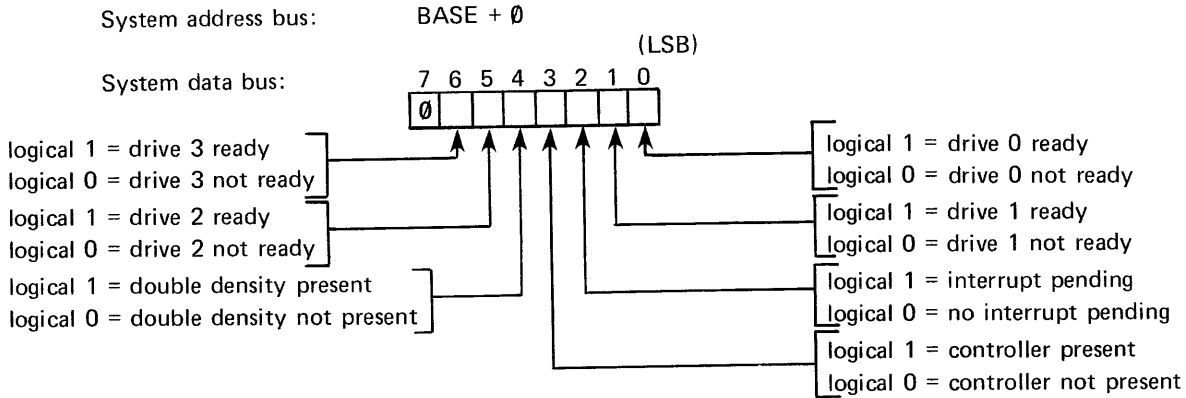 System address bus: BASE + Ø
(LSB)
System data bus: 7 6 5 4 3 2 1 0
Ø
logical 1 = drive 3 ready
logical 0 = drive 3 not ready
logical 1 = drive 2 ready
logical 0 = drive 2 not ready
logical 1 = double density present
logical 0 = double density not present
logical 1 = drive 0 ready
logical 0 = drive 0 not ready
logical 1 = drive 1 ready
logical 0 = drive 1 not ready
logical 1 = interrupt pending
logical 0 = no interrupt pending
logical 1 = controller present
logical 0 = controller not present